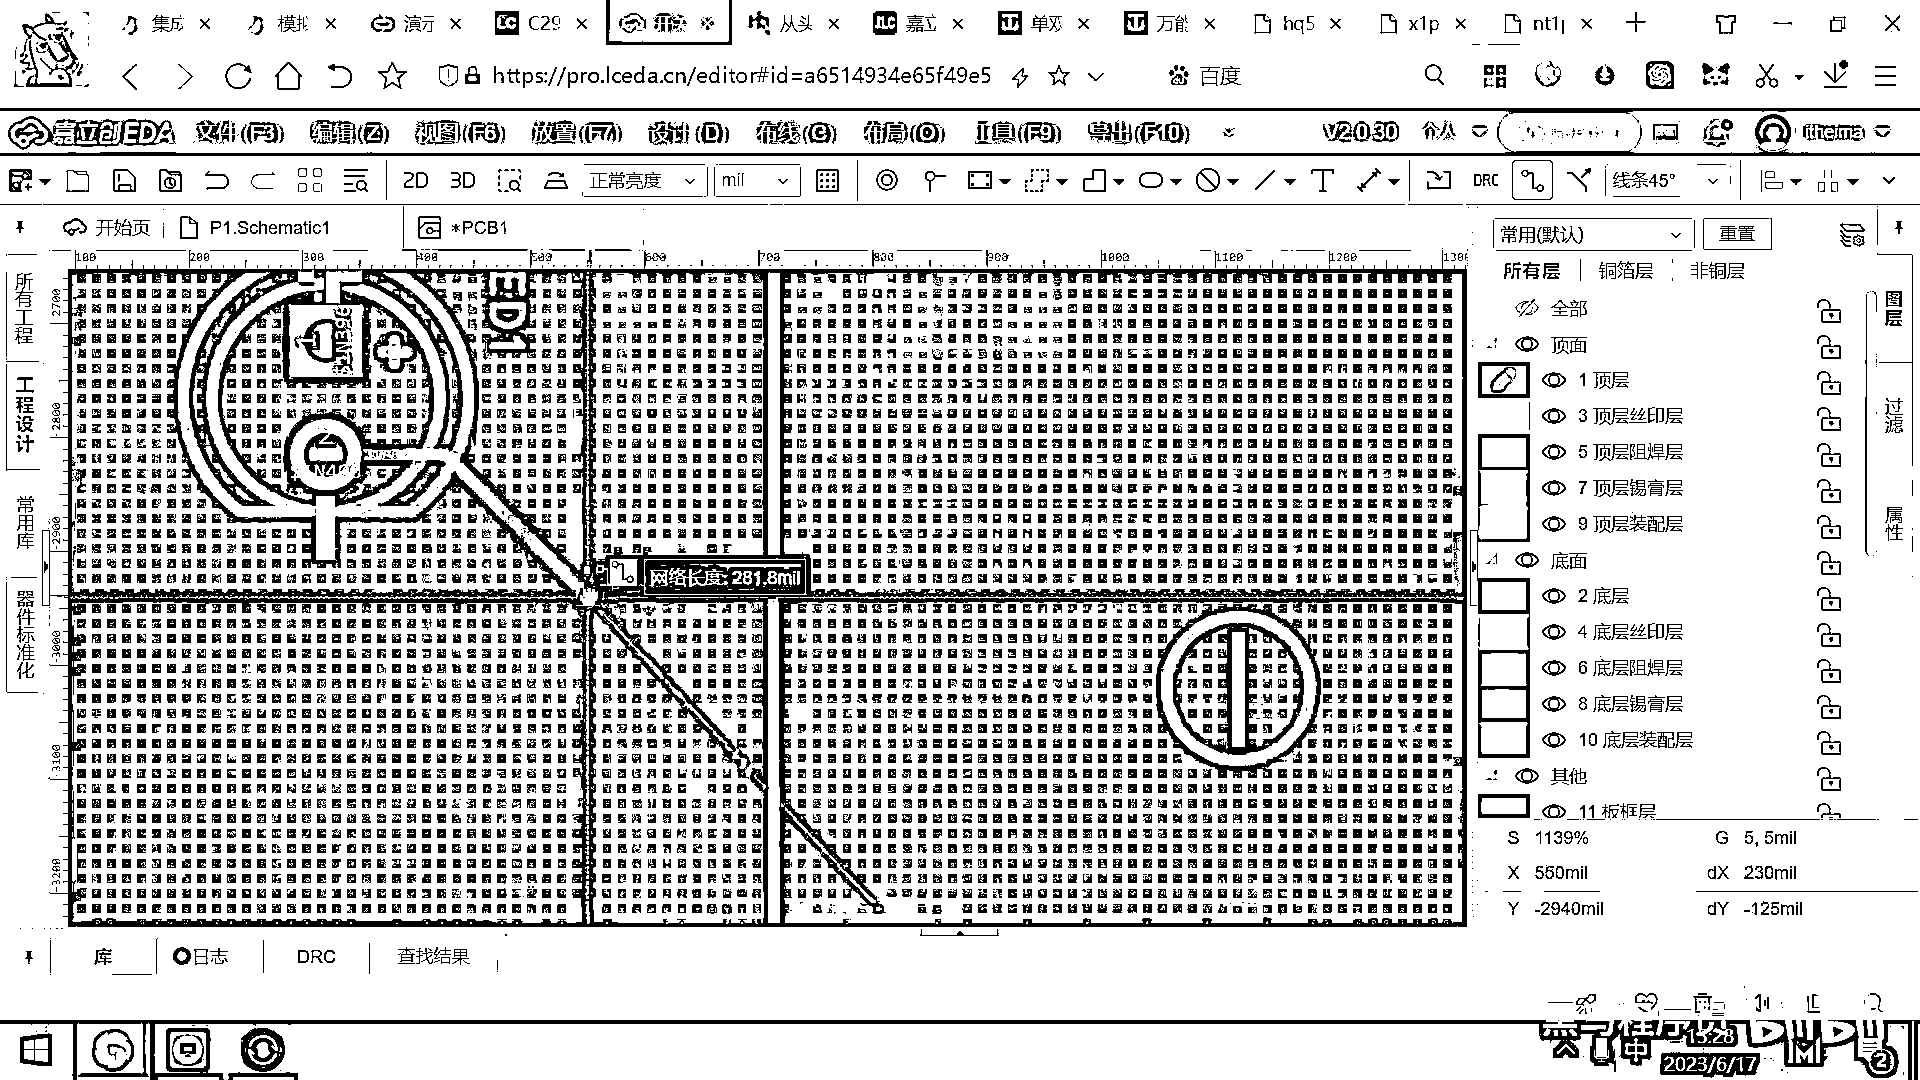 集成
模拟
演示
C29
从头
嘉立
单双
万能
hq5
x1p
nt1p
https://pro.lceda.cn/editor#id=a6514934e65f49e5
百度
嘉立创EDA 文件(F3) 编辑(Z) 视图(F6) 放置(F7) 设计(D) 布线(G) 布局(O) 工具(F9) 导出(F10) V2.0.30 个人 itheima
2D 3D 正常亮度 mil T DRC 线条45°
开始页 P1.Schematic1 *PCB1
常用(默认) 重置
100 200 300 400 500 600 700 800 900 1000 1100 1200 1300
所有层 铜箔层 非铜层
所有工程
工程设计
常用库
器件标准化
-2700
-2800
-2900
-3000
-3100
-3200
网络长度: 281.8mil
全部
顶面
1 顶层
3 顶层丝印层
5 顶层阻焊层
7 顶层锡膏层
9 顶层装配层
底面
2 底层
4 底层丝印层
6 底层阻焊层
8 底层锡膏层
10 底层装配层
其他
11 板框层
图层
过滤
属性
S 1139% G 5, 5mil
X 550mil dX 230mil
Y -2940mil dY -125mil
库 日志 DRC 查找结果
黑马程序员
中
13:28
2023/6/17
2